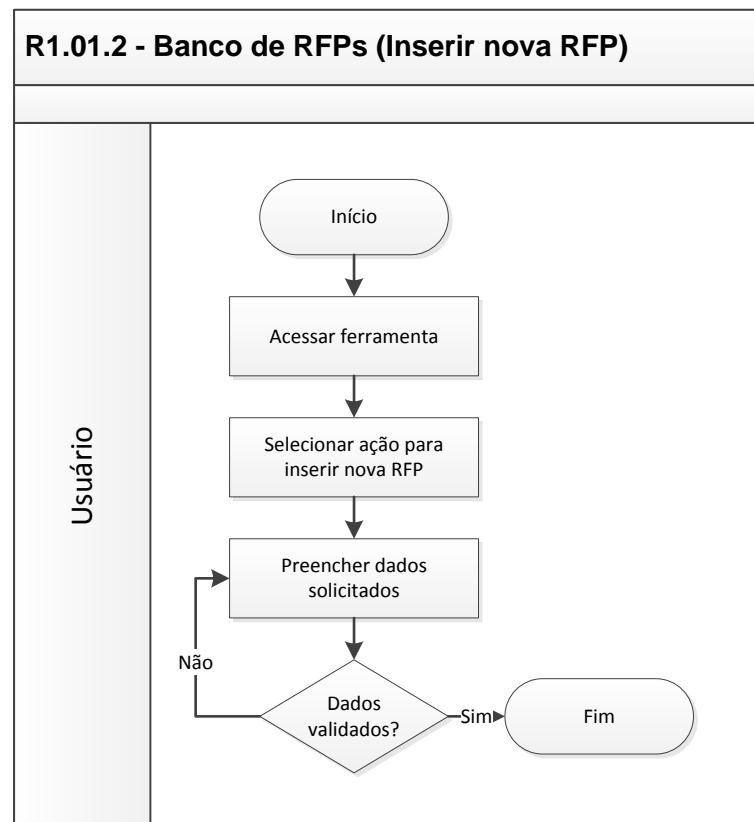 R1.01.2 - Banco de RFPs (Inserir nova RFP)
Usuário
Início
Acessar ferramenta
Selecionar ação para
inserir nova RFP
Preencher dados
solicitados
Não
Dados
validados?
Sim
Fim